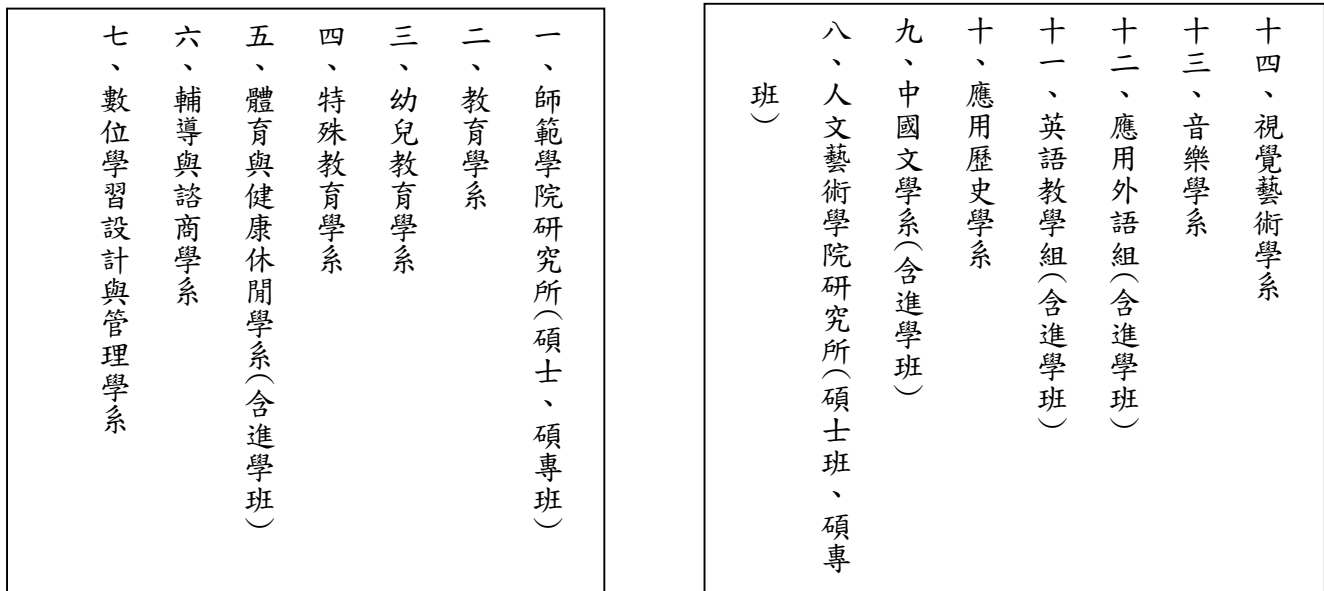 一、師範學院研究所(碩士、碩專班)
二、教育學系
三、幼兒教育學系
四、特殊教育學系
五、體育與健康休閒學系(含進學班)
六、輔導與諮商學系
七、數位學習設計與管理學系
十四、視覺藝術學系
十三、音樂學系
十二、應用外語組(含進學班)
十一、英語教學組(含進學班)
十、應用歷史學系
九、中國文學系(含進學班)
八、人文藝術學院研究所(碩士班、碩專
班)